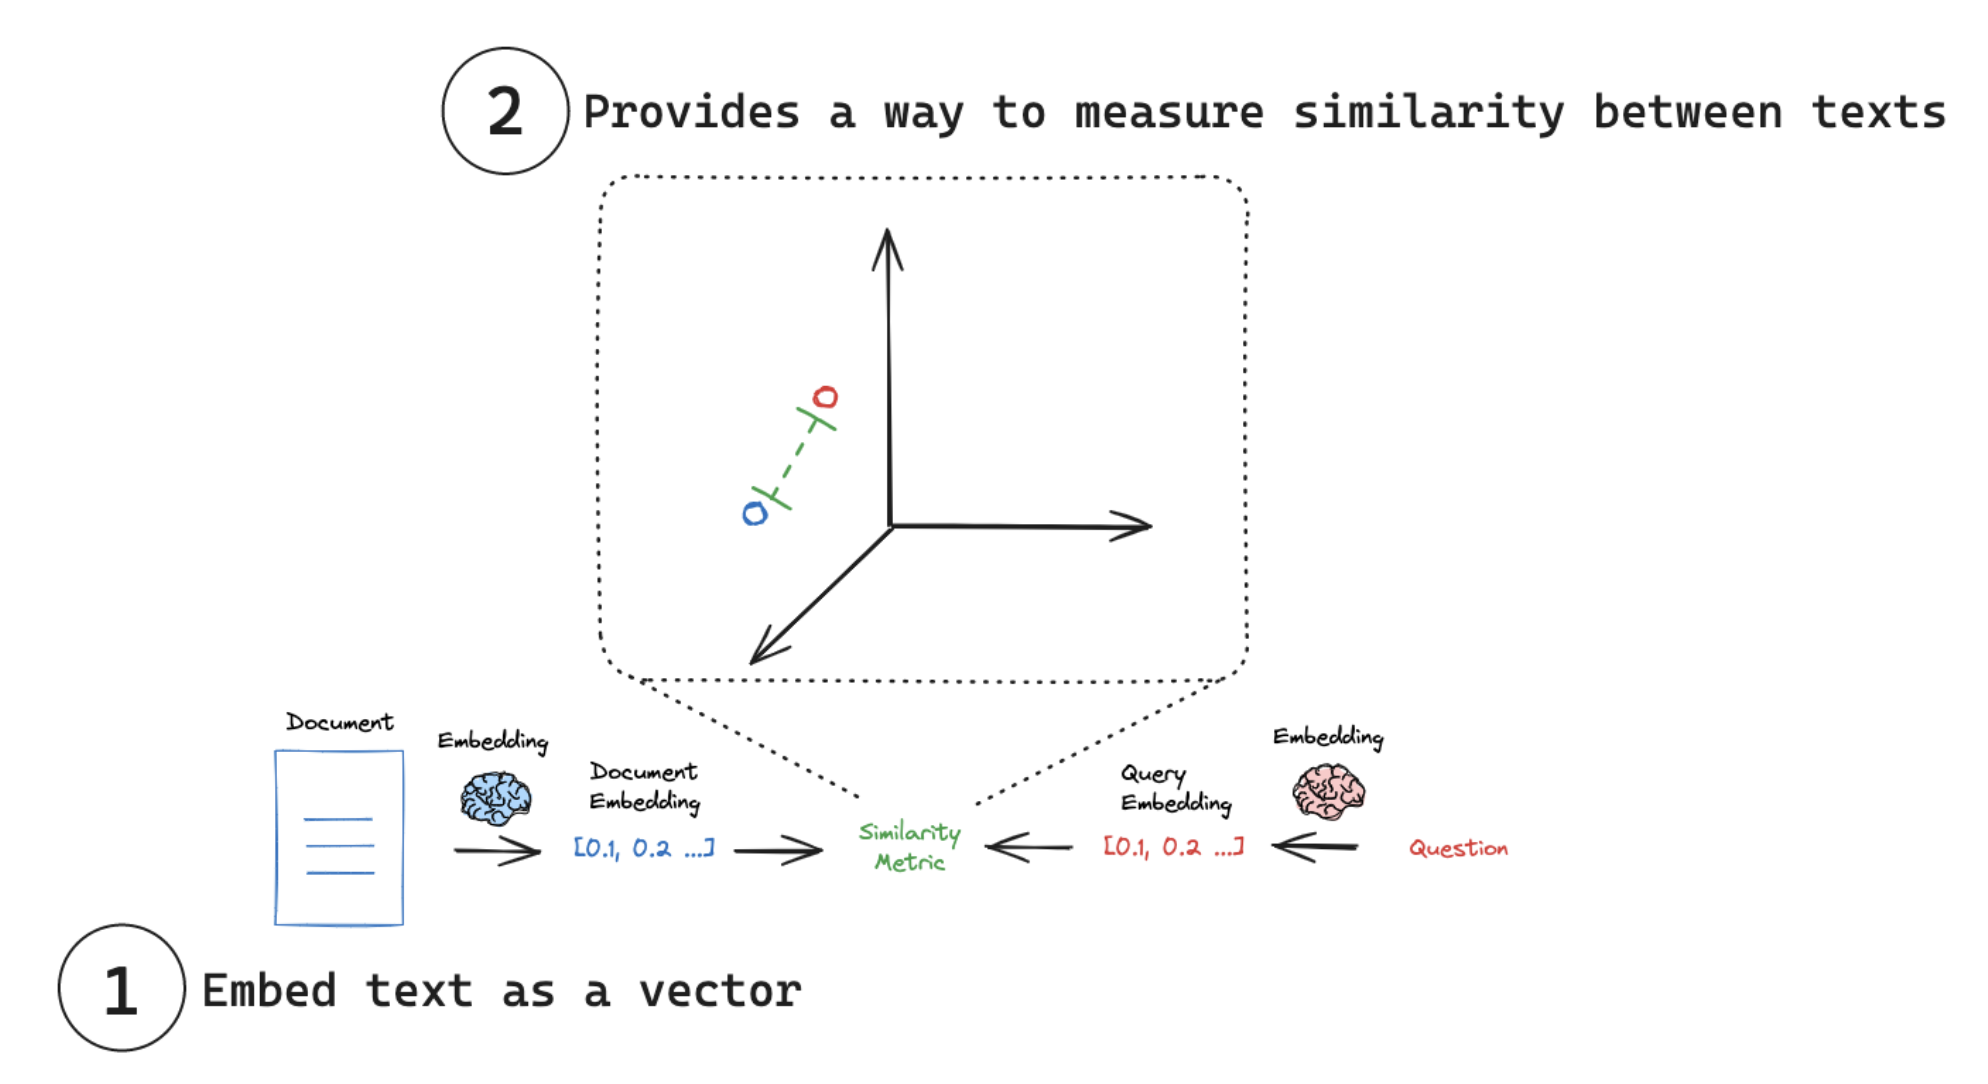 2 Provides a way to measure similarity between texts
Document
Embedding
Document
Embedding
[0.1, 0.2 ...]
Similarity
Metric
Query
Embedding
[0.1, 0.2 ...]
Embedding
Question
1 Embed text as a vector